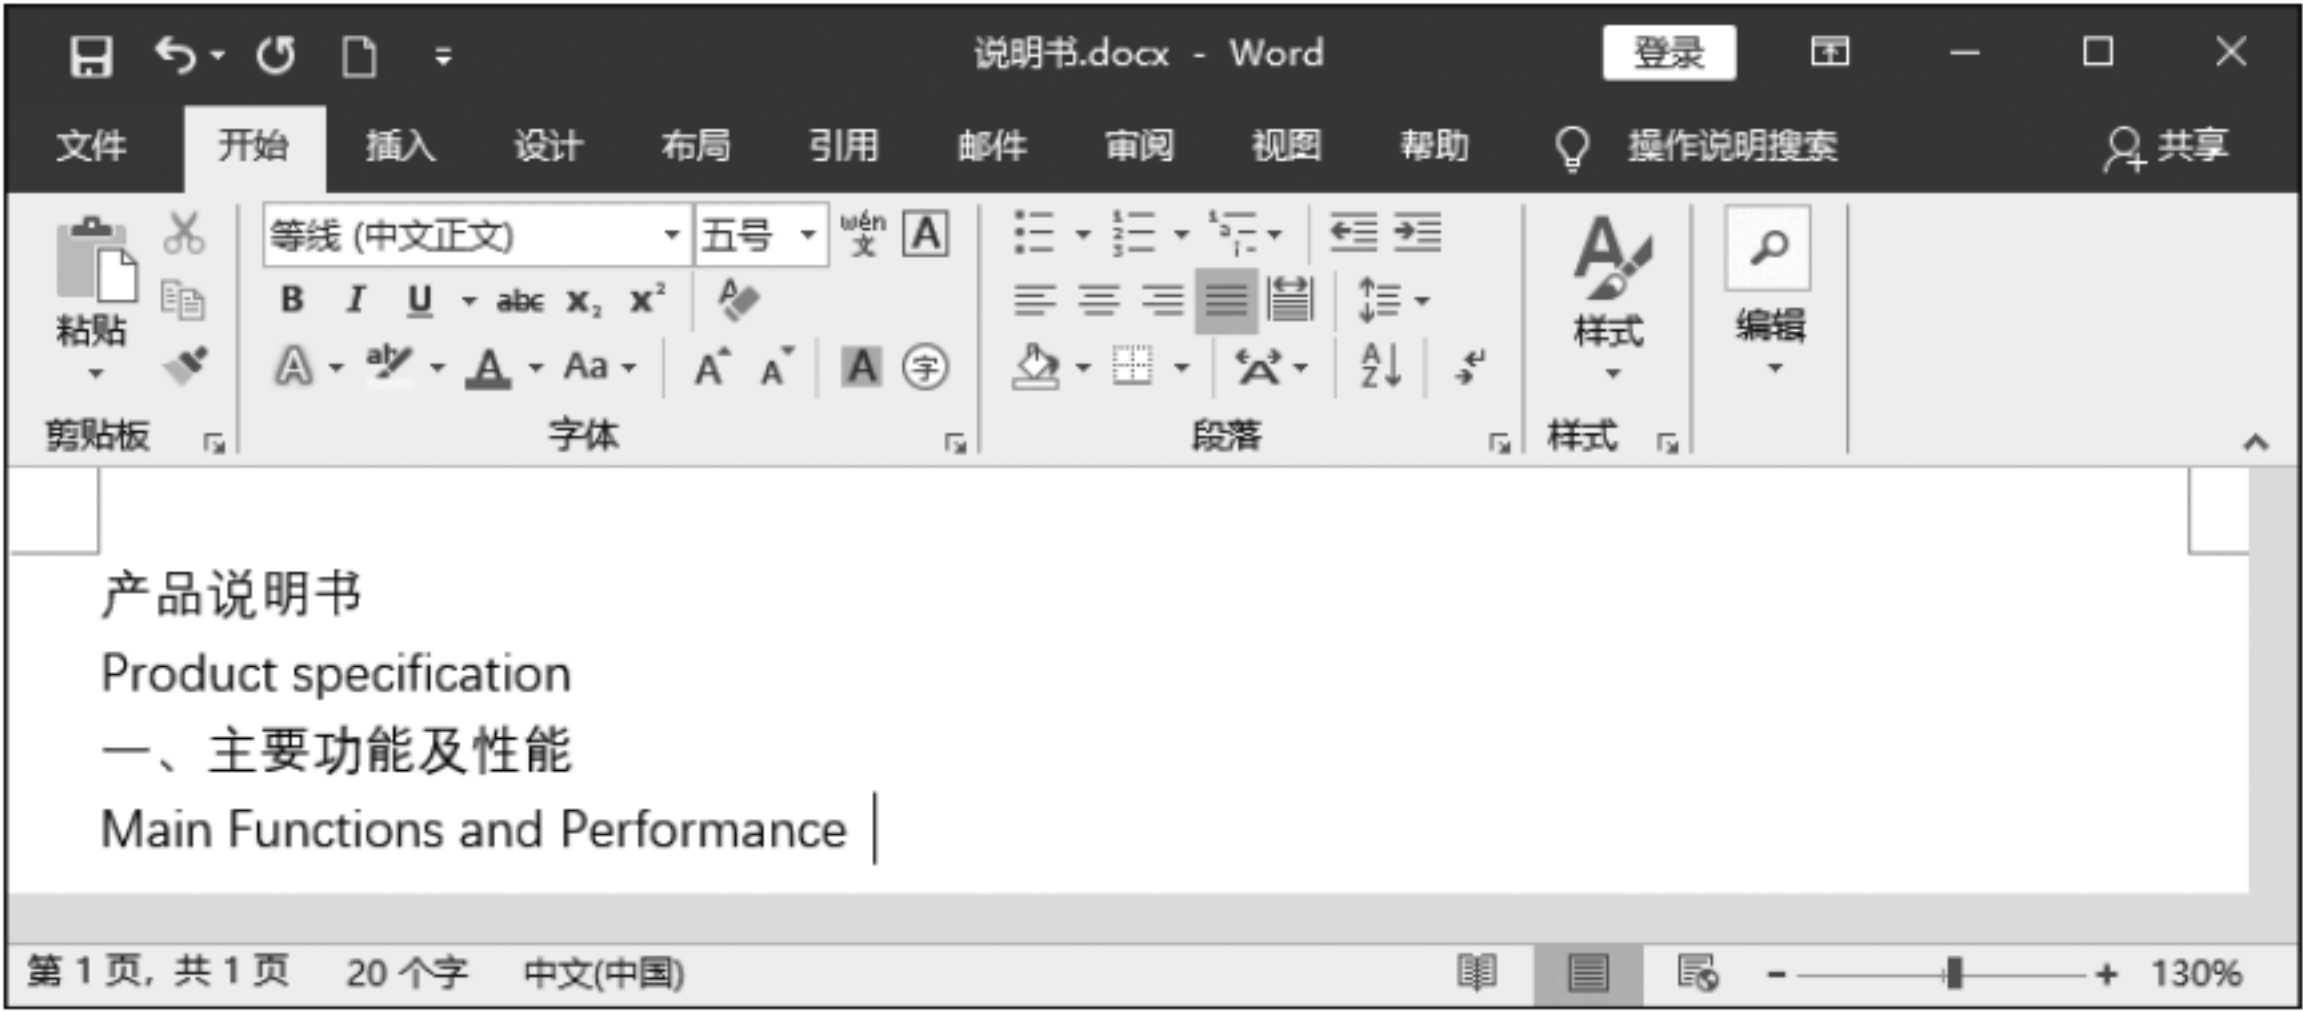 说明书.docx - Word
登录
文件 开始 插入 设计 布局 引用 邮件 审阅 视图 帮助 操作说明搜索 共享
等线 (中文正文) 五号 wén 文 A
B I U abc x₂ x² A
粘贴
A aby A Aa A A A 字
样式 编辑
剪贴板 字体 段落 样式
产品说明书
Product specification
一、主要功能及性能
Main Functions and Performance
第 1 页, 共 1 页 20 个字 中文(中国) 130%